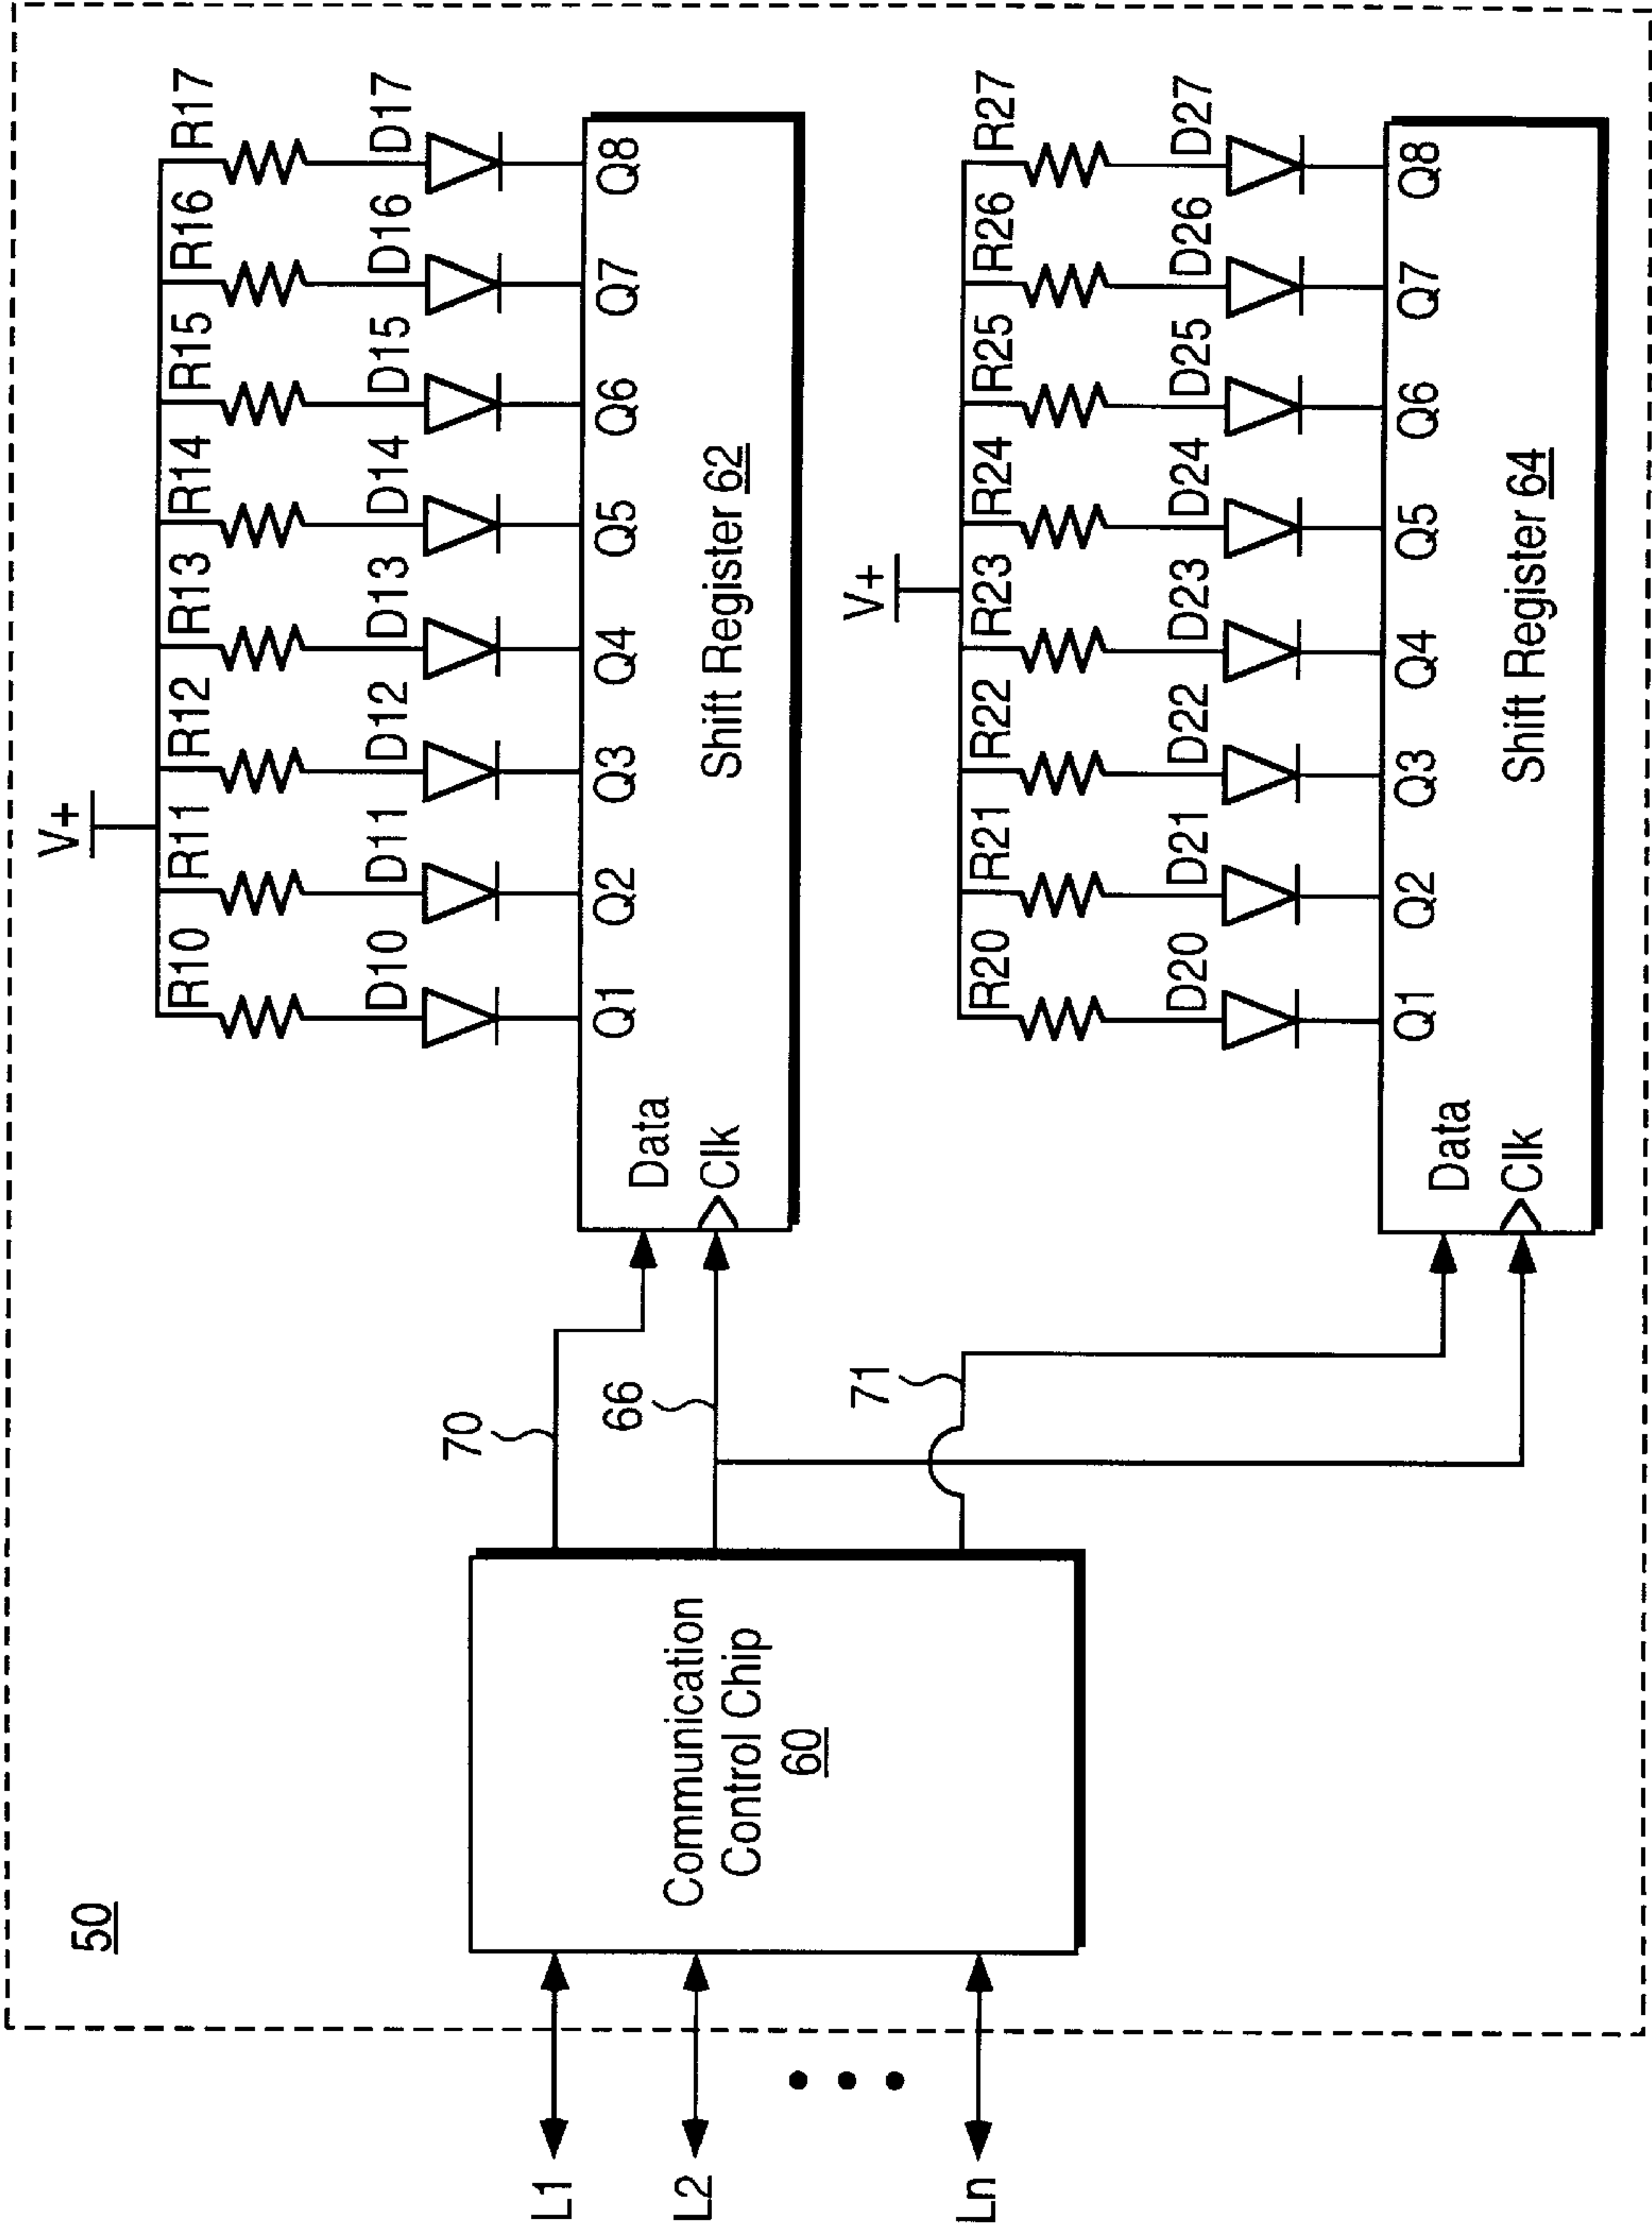 50
V+
R10 R11 R12 R13 R14 R15 R16 R17
D10 D11 D12 D13 D14 D15 D16 D17
Q1 Q2 Q3 Q4 Q5 Q6 Q7 Q8
Data
Clk
Shift Register 62
70
66
71
L1
L2
Ln
Communication
Control Chip
60
V+
R20 R21 R22 R23 R24 R25 R26 R27
D20 D21 D22 D23 D24 D25 D26 D27
Q1 Q2 Q3 Q4 Q5 Q6 Q7 Q8
Data
Clk
Shift Register 64